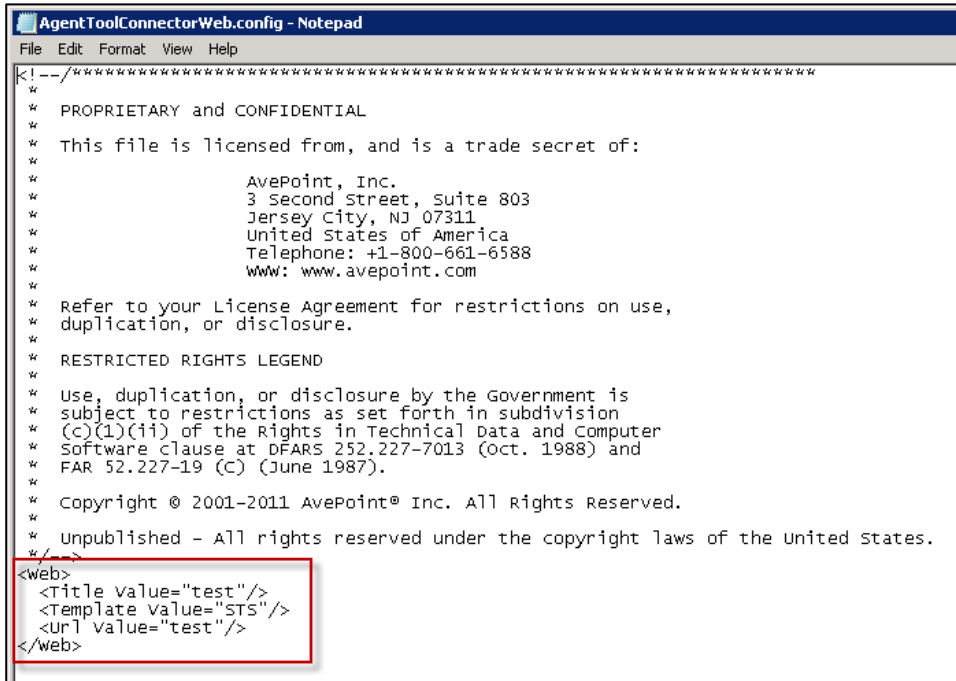 AgentToolConnectorWeb.config - Notepad
File Edit Format View Help
<!--/*********************************************************************
*
* PROPRIETARY and CONFIDENTIAL
*
* This file is licensed from, and is a trade secret of:
*
* AvePoint, Inc.
* 3 Second Street, Suite 803
* Jersey City, NJ 07311
* United States of America
* Telephone: +1-800-661-6588
* WWW: www.avepoint.com
*
* Refer to your License Agreement for restrictions on use,
* duplication, or disclosure.
*
* RESTRICTED RIGHTS LEGEND
*
* Use, duplication, or disclosure by the Government is
* subject to restrictions as set forth in subdivision
* (c)(1)(ii) of the Rights in Technical Data and Computer
* Software clause at DFARS 252.227-7013 (Oct. 1988) and
* FAR 52.227-19 (C) (June 1987).
*
* Copyright © 2001-2011 AvePoint® Inc. All Rights Reserved.
*
* Unpublished - All rights reserved under the copyright laws of the United States.
*/-->
<Web>
<Title Value="test"/>
<Template Value="STS"/>
<Url Value="test"/>
</Web>